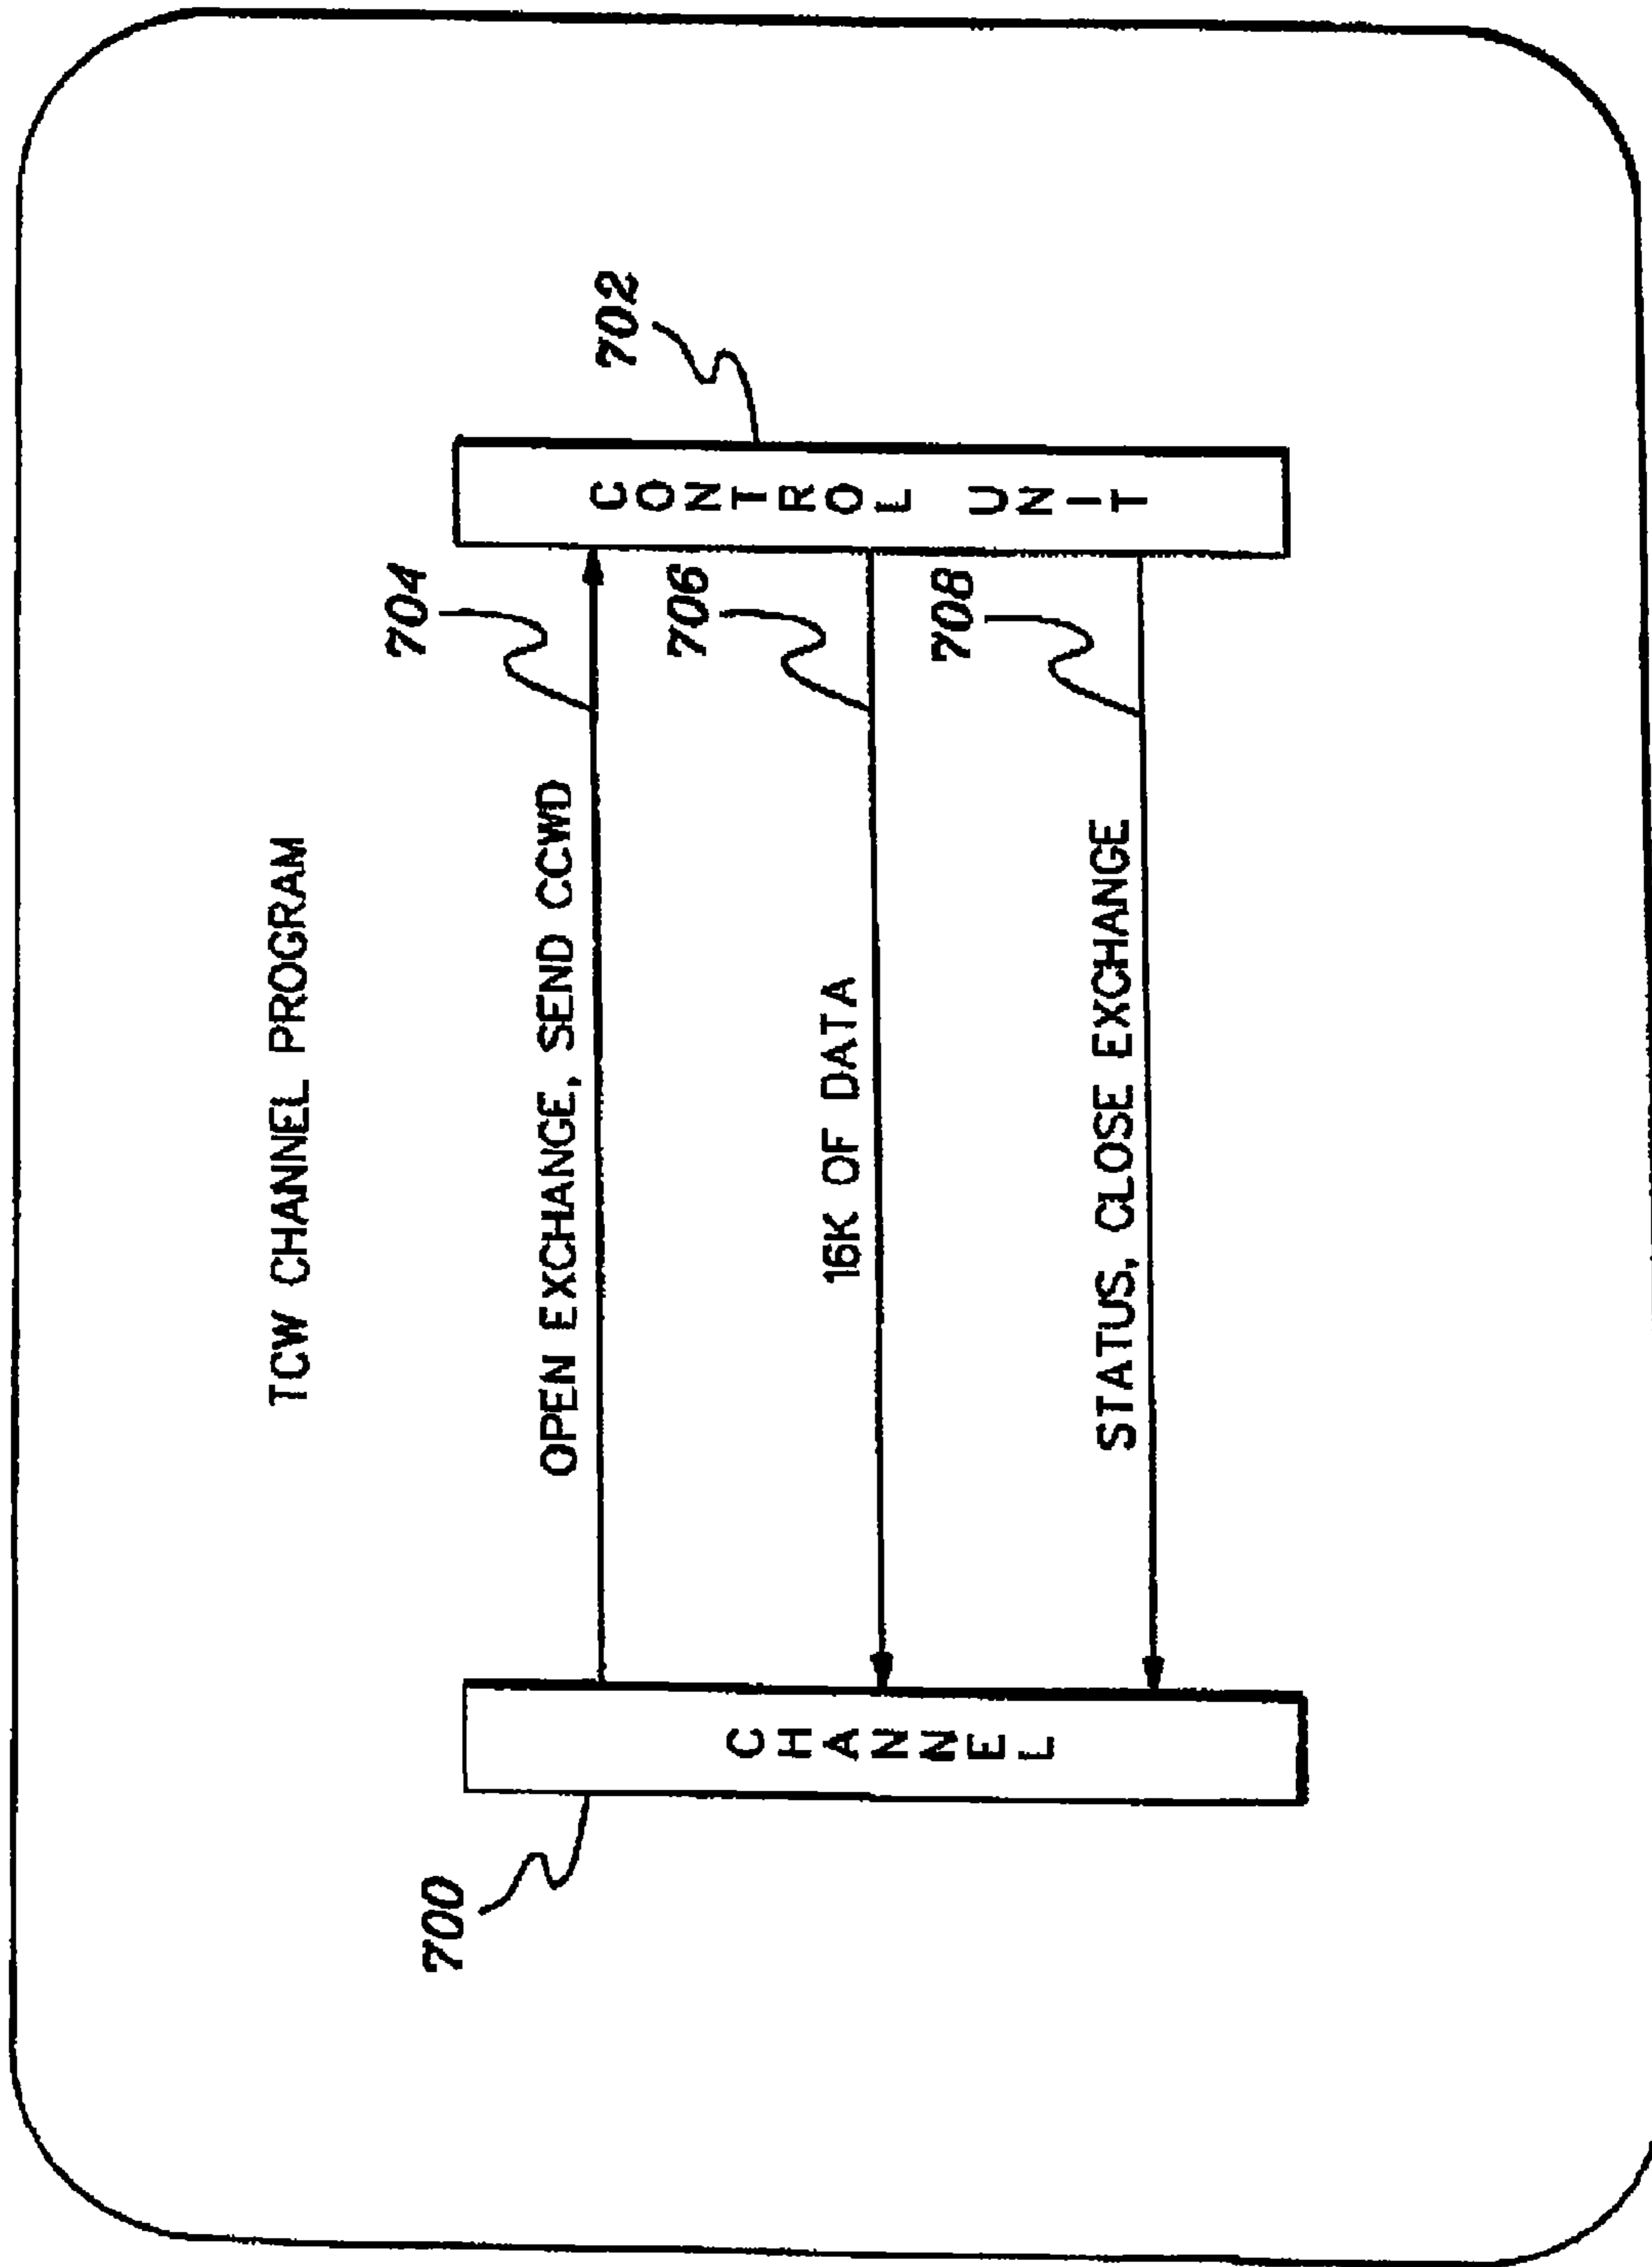 TCW CHANNEL PROGRAM
700
CHANNEL
702
CONTROL UNIT
704
OPEN EXCHANGE, SEND CCWD
706
16K OF DATA
708
STATUS, CLOSE EXCHANGE